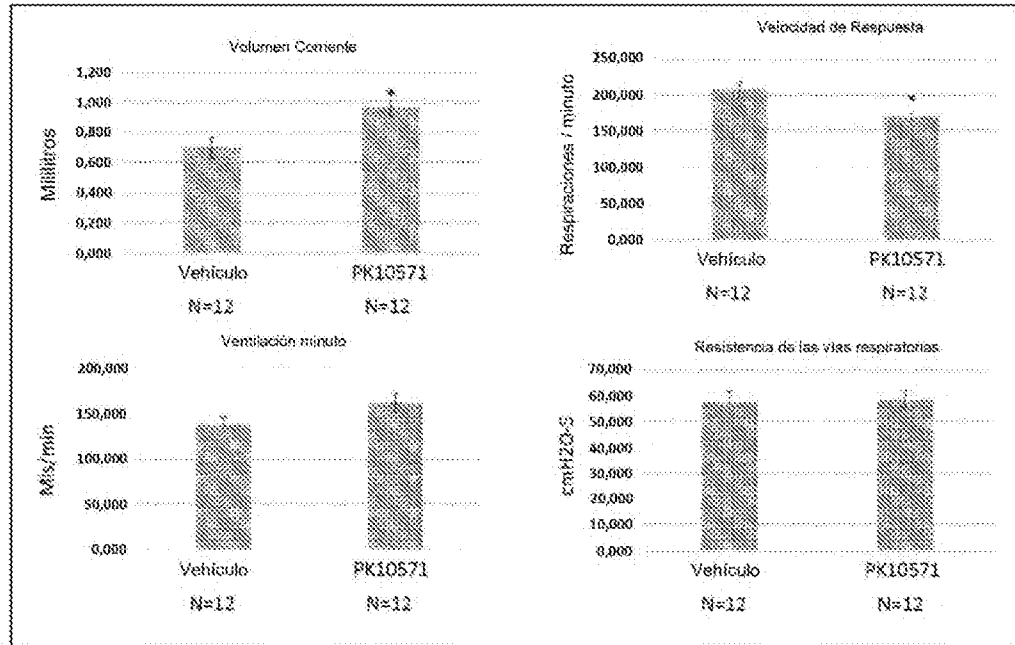 Volumen Corriente
Mililitros
1,200
1,000
0,800
0,600
0,400
0,200
0,000
*
Vehículo
PK10571
N=12
N=12
Velocidad de Respuesta
Respiraciones / minuto
250,000
200,000
150,000
100,000
50,000
0,000
*
Vehículo
PK10571
N=12
N=12
Ventilación minuto
Mls/min
200,000
150,000
100,000
50,000
0,000
Vehículo
PK10571
N=12
N=12
Resistencia de las vías respiratorias
cmH2O-S
70,000
60,000
50,000
40,000
30,000
20,000
10,000
0,000
Vehículo
PK10571
N=12
N=12